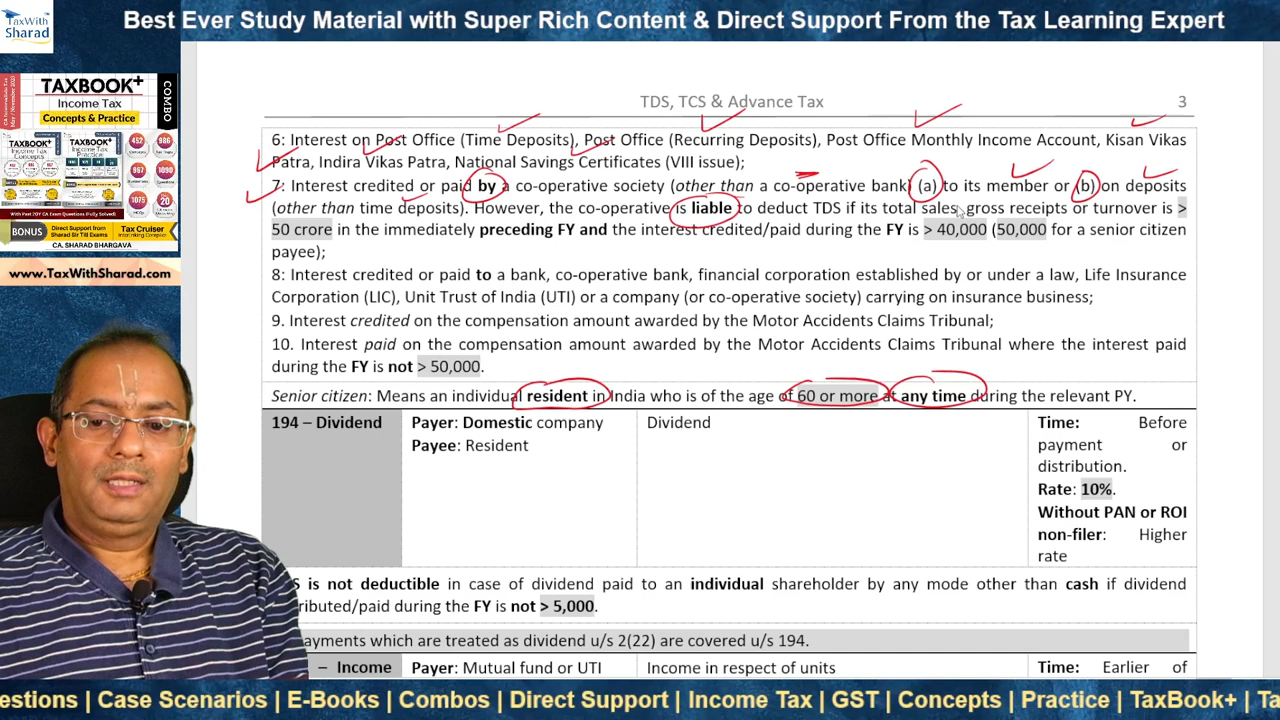 Best Ever Study Material with Super Rich Content & Direct Support From the Tax Learning Expert
TaxWith
Sharad
TAXBOOK+
Income Tax
Concepts & Practice
COMBO
BONUS
Direct Support from
Sharad Sir Till Exams
Tax Cruiser
CA. SHARAD BHARGAVA
www.TaxWithSharad.com
TDS, TCS & Advance Tax 3
6: Interest on Post Office (Time Deposits), Post Office (Recurring Deposits), Post Office Monthly Income Account, Kisan Vikas
Patra, Indira Vikas Patra, National Savings Certificates (VIII issue);
7: Interest credited or paid by co-operative society (other than a co-operative bank (a) to its member or (b) on deposits
(other than time deposits). However, the co-operative is liable to deduct TDS if its total sales, gross receipts or turnover is >
50 crore in the immediately preceding FY and the interest credited/paid during the FY is > 40,000 (50,000 for a senior citizen
payee);
8: Interest credited or paid to a bank, co-operative bank, financial corporation established by or under a law, Life Insurance
Corporation (LIC), Unit Trust of India (UTI) or a company (or co-operative society) carrying on insurance business;
9. Interest credited on the compensation amount awarded by the Motor Accidents Claims Tribunal;
10. Interest paid on the compensation amount awarded by the Motor Accidents Claims Tribunal where the interest paid
during the FY is not > 50,000.
Senior citizen: Means an individual resident in India who is of the age of 60 or more at any time during the relevant PY.
194 – Dividend
Payer: Domestic company
Payee: Resident
Dividend
Time: Before
payment or
distribution.
Rate: 10%.
Without PAN or ROI
non-filer: Higher
rate
S is not deductible in case of dividend paid to an individual shareholder by any mode other than cash if dividend
ributed/paid during the FY is not > 5,000.
ayments which are treated as dividend u/s 2(22) are covered u/s 194.
– Income
Payer: Mutual fund or UTI
Income in respect of units
Time: Earlier of
estions | Case Scenarios | E-Books | Combos | Direct Support | Income Tax | GST | Concepts | Practice | TaxBook+ | Ta